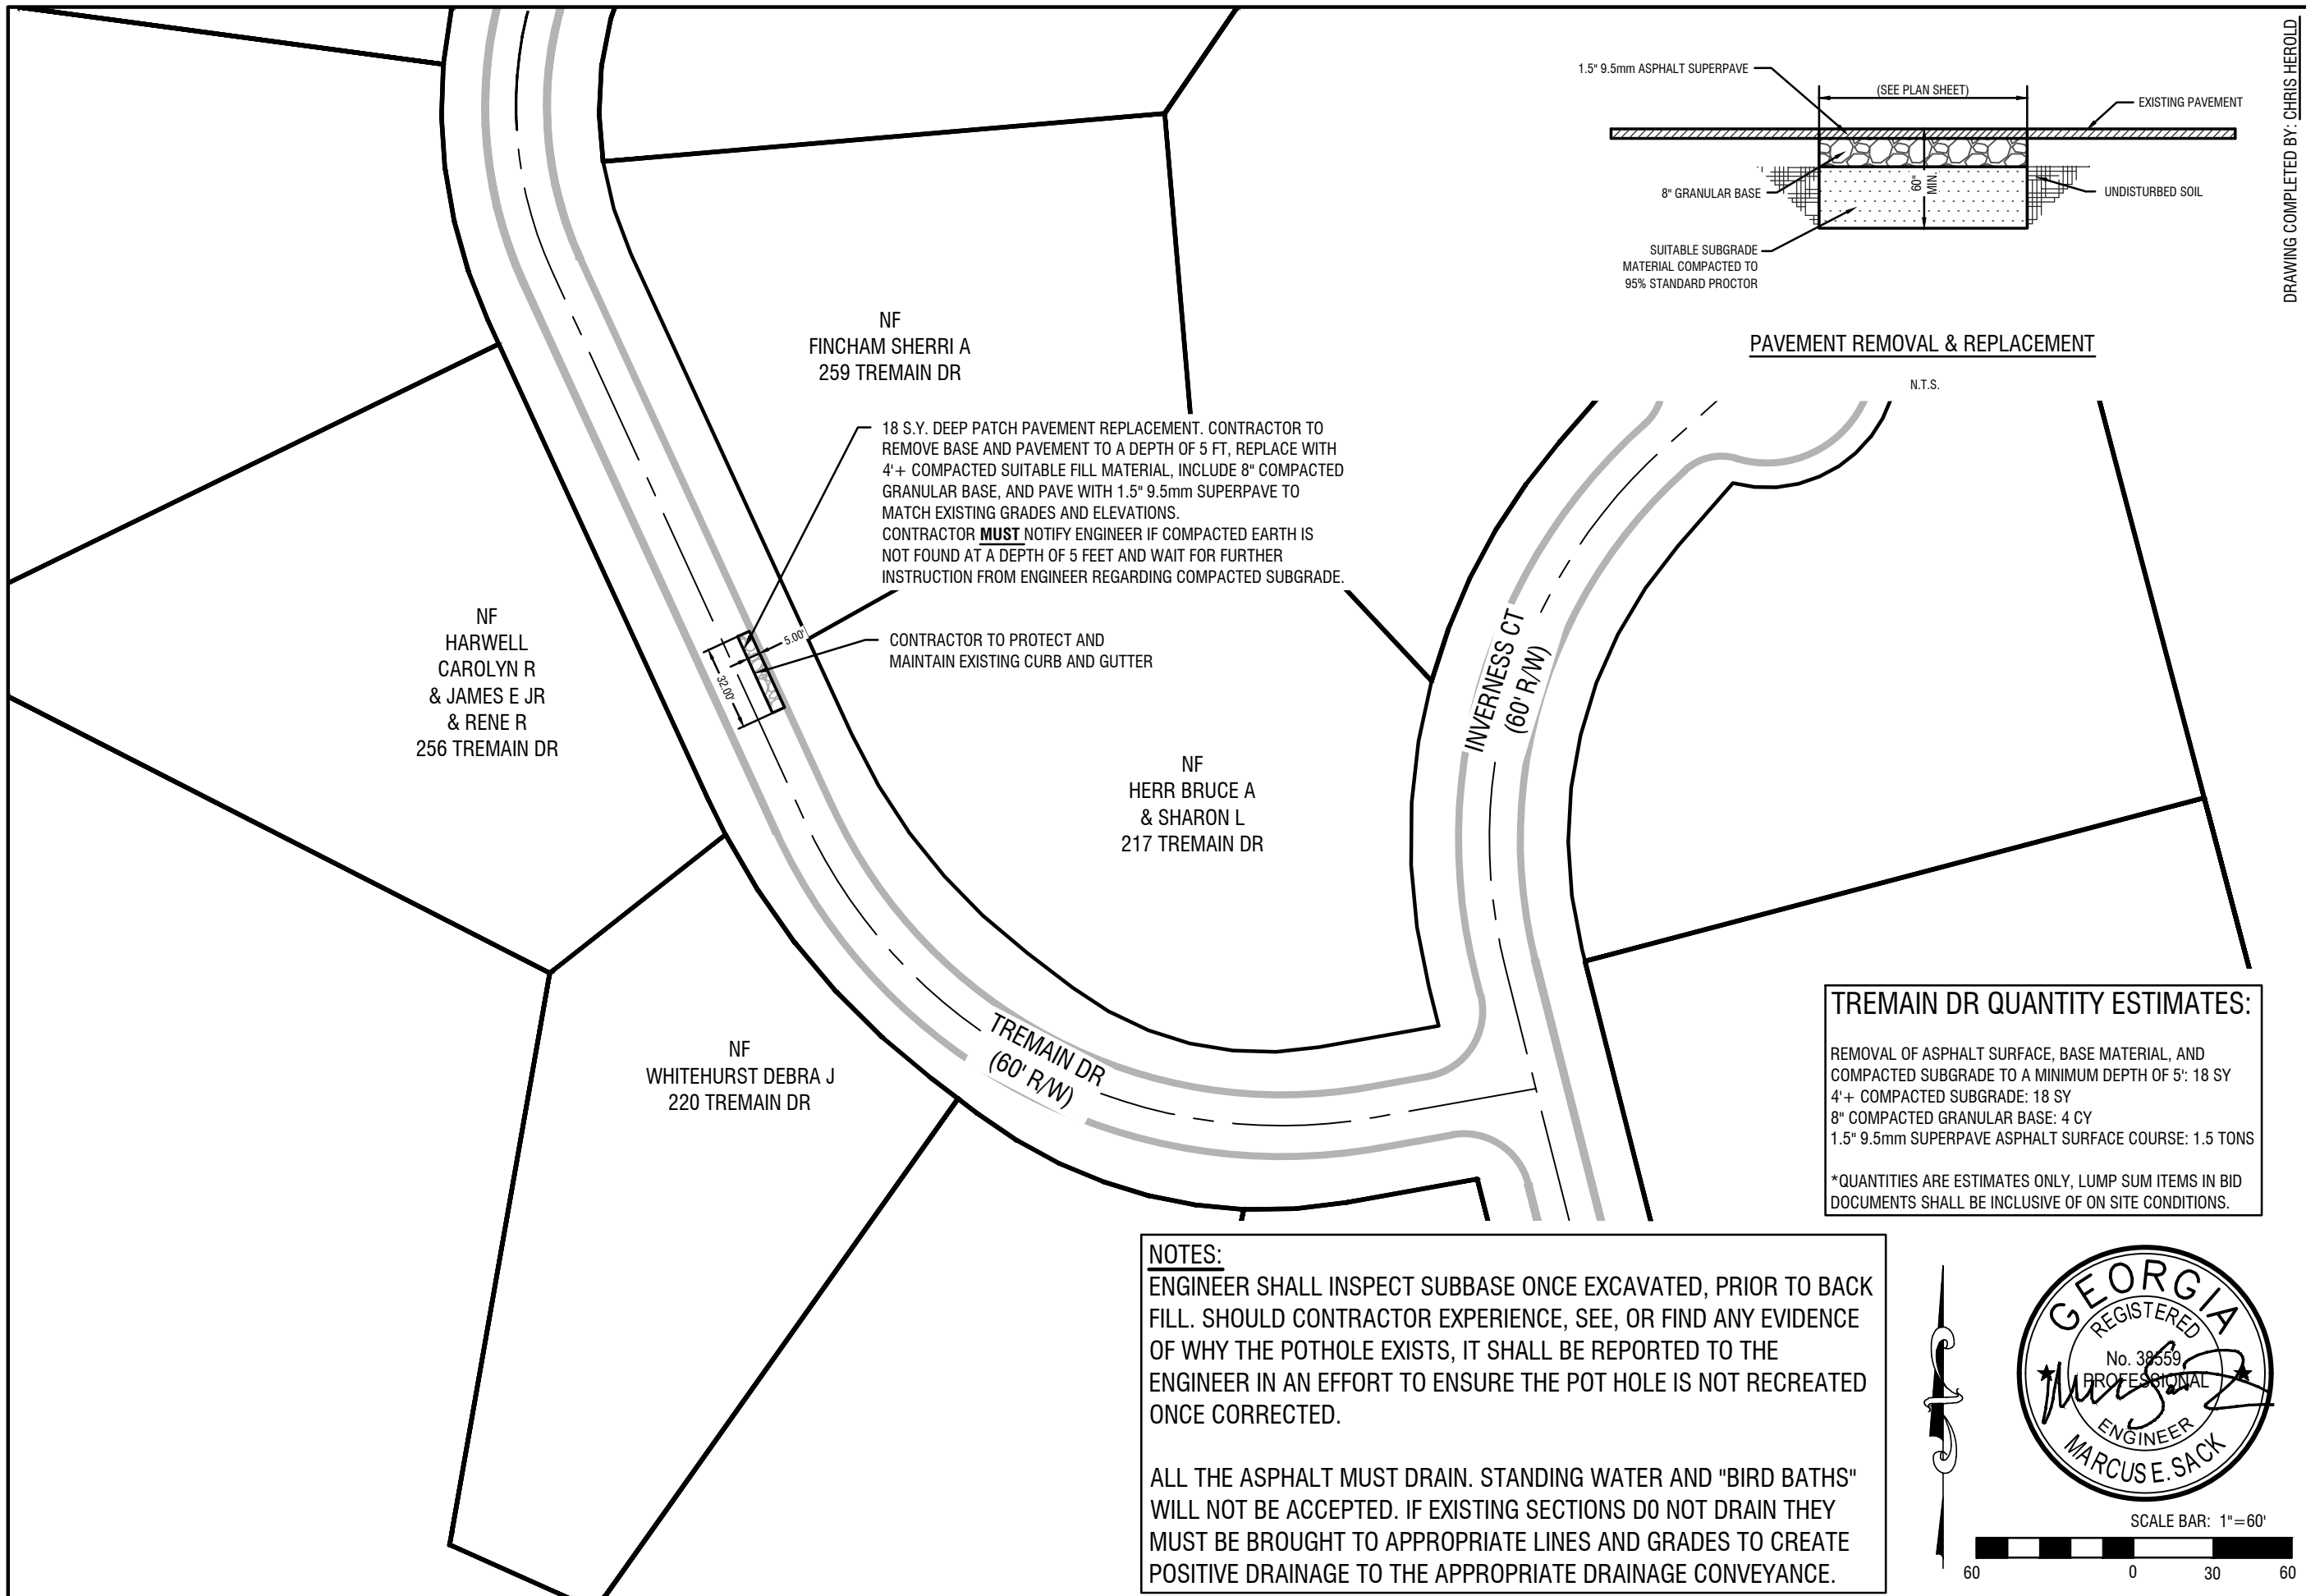 DRAWING COMPLETED BY: CHRIS HEROLD
1.5" 9.5mm ASPHALT SUPERPAVE
(SEE PLAN SHEET)
EXISTING PAVEMENT
8" GRANULAR BASE
60"
MIN.
UNDISTURBED SOIL
SUITABLE SUBGRADE
MATERIAL COMPACTED TO
95% STANDARD PROCTOR
PAVEMENT REMOVAL & REPLACEMENT
N.T.S.
NF
FINCHAM SHERRI A
259 TREMAIN DR
18 S.Y. DEEP PATCH PAVEMENT REPLACEMENT. CONTRACTOR TO
REMOVE BASE AND PAVEMENT TO A DEPTH OF 5 FT, REPLACE WITH
4'+ COMPACTED SUITABLE FILL MATERIAL, INCLUDE 8" COMPACTED
GRANULAR BASE, AND PAVE WITH 1.5" 9.5mm SUPERPAVE TO
MATCH EXISTING GRADES AND ELEVATIONS.
CONTRACTOR MUST NOTIFY ENGINEER IF COMPACTED EARTH IS
NOT FOUND AT A DEPTH OF 5 FEET AND WAIT FOR FURTHER
INSTRUCTION FROM ENGINEER REGARDING COMPACTED SUBGRADE.
5.00'
32.00'
CONTRACTOR TO PROTECT AND
MAINTAIN EXISTING CURB AND GUTTER
NF
HARWELL
CAROLYN R
& JAMES E JR
& RENE R
256 TREMAIN DR
INVERNESS CT
(60' R/W)
NF
HERR BRUCE A
& SHARON L
217 TREMAIN DR
NF
WHITEHURST DEBRA J
220 TREMAIN DR
TREMAIN DR
(60' R/W)
TREMAIN DR QUANTITY ESTIMATES:
REMOVAL OF ASPHALT SURFACE, BASE MATERIAL, AND
COMPACTED SUBGRADE TO A MINIMUM DEPTH OF 5': 18 SY
4'+ COMPACTED SUBGRADE: 18 SY
8" COMPACTED GRANULAR BASE: 4 CY
1.5" 9.5mm SUPERPAVE ASPHALT SURFACE COURSE: 1.5 TONS
*QUANTITIES ARE ESTIMATES ONLY, LUMP SUM ITEMS IN BID
DOCUMENTS SHALL BE INCLUSIVE OF ON SITE CONDITIONS.
NOTES:
ENGINEER SHALL INSPECT SUBBASE ONCE EXCAVATED, PRIOR TO BACK
FILL. SHOULD CONTRACTOR EXPERIENCE, SEE, OR FIND ANY EVIDENCE
OF WHY THE POTHOLE EXISTS, IT SHALL BE REPORTED TO THE
ENGINEER IN AN EFFORT TO ENSURE THE POT HOLE IS NOT RECREATED
ONCE CORRECTED.
ALL THE ASPHALT MUST DRAIN. STANDING WATER AND "BIRD BATHS"
WILL NOT BE ACCEPTED. IF EXISTING SECTIONS DO NOT DRAIN THEY
MUST BE BROUGHT TO APPROPRIATE LINES AND GRADES TO CREATE
POSITIVE DRAINAGE TO THE APPROPRIATE DRAINAGE CONVEYANCE.
GEORGIA
REGISTERED
No. 38559
PROFESSIONAL
ENGINEER
MARCUS E. SACK
SCALE BAR: 1"=60'
60 0 30 60